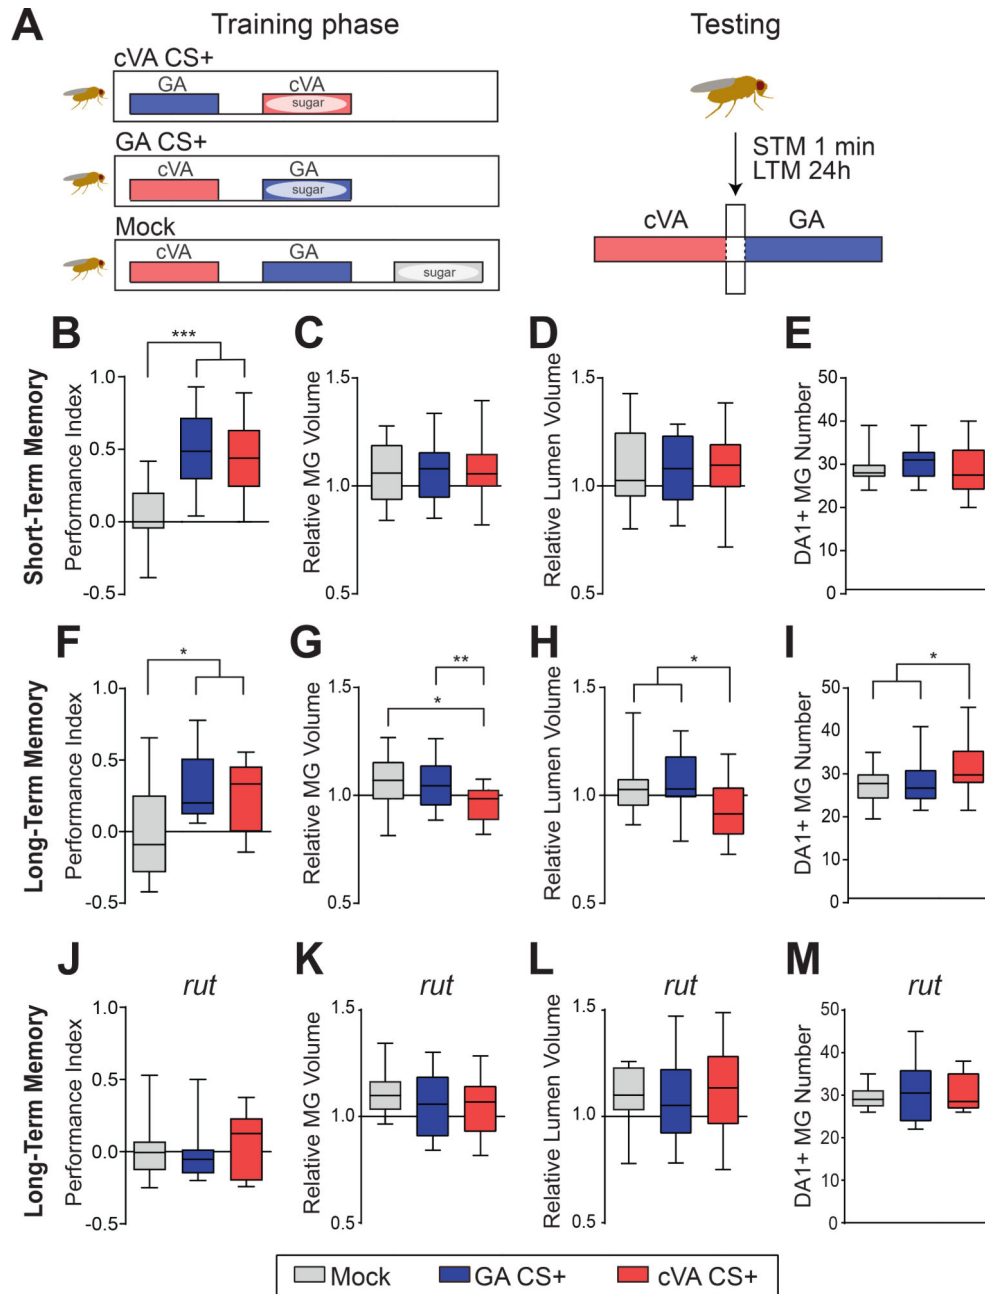 A
Training phase
Testing
cVA CS+
GA
cVA
sugar
GA CS+
cVA
GA
sugar
Mock
cVA
GA
sugar
STM 1 min
LTM 24h
cVA
GA
Short-Term Memory
B
***
Performance Index
1.0
0.5
0.0
-0.5
C
Relative MG Volume
1.5
1.0
0.5
D
Relative Lumen Volume
1.5
1.0
0.5
E
DA1+ MG Number
50
40
30
20
10
0
Long-Term Memory
F
*
Performance Index
1.0
0.5
0.0
-0.5
G
**
*
Relative MG Volume
1.5
1.0
0.5
H
*
Relative Lumen Volume
1.5
1.0
0.5
I
*
DA1+ MG Number
50
40
30
20
10
0
Long-Term Memory
J
rut
Performance Index
1.0
0.5
0.0
-0.5
K
rut
Relative MG Volume
1.5
1.0
0.5
L
rut
Relative Lumen Volume
1.5
1.0
0.5
M
rut
DA1+ MG Number
50
40
30
20
10
0
Mock
GA CS+
cVA CS+